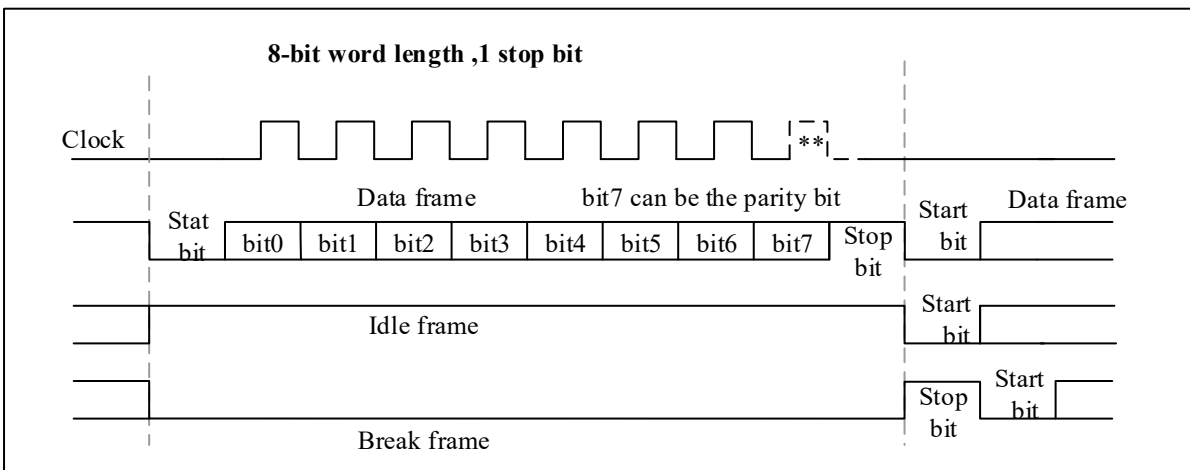 8-bit word length ,1 stop bit
Clock
**
Data frame
bit7 can be the parity bit
Stat
bit
bit0
bit1
bit2
bit3
bit4
bit5
bit6
bit7
Stop
bit
Start
bit
Data frame
Idle frame
Start
bit
Break frame
Stop
bit
Start
bit